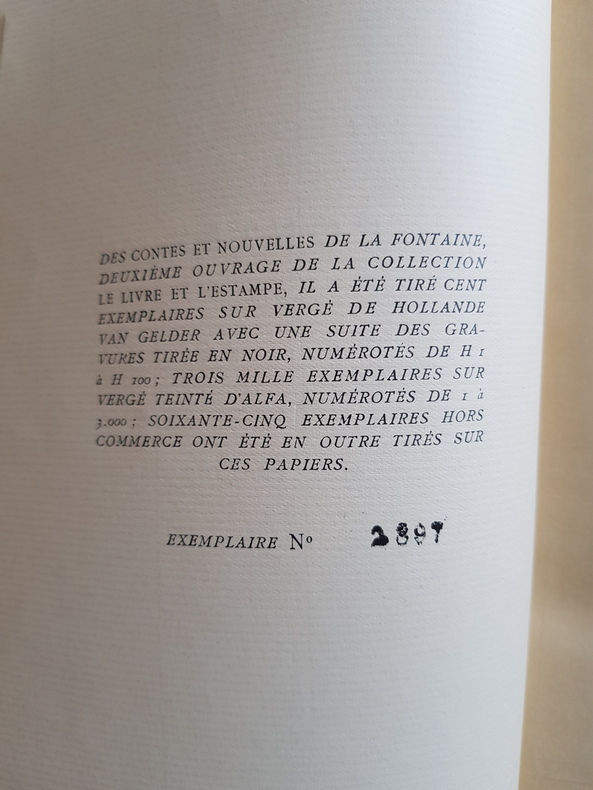 DES CONTES ET NOUVELLES DE LA FONTAINE,
DEUXIÈME OUVRAGE DE LA COLLECTION
LE LIVRE ET L'ESTAMPE, IL A ÉTÉ TIRÉ CENT
EXEMPLAIRES SUR VERGÉ DE HOLLANDE
VAN GELDER AVEC UNE SUITE DES GRA-
VURES TIRÉE EN NOIR, NUMÉROTÉS DE H 1
à H 100 ; TROIS MILLE EXEMPLAIRES SUR
VERGÉ TEINTÉ D'ALFA, NUMÉROTÉS DE 1 à
3.000 ; SOIXANTE-CINQ EXEMPLAIRES HORS
COMMERCE ONT ÉTÉ EN OUTRE TIRÉS SUR
CES PAPIERS.
EXEMPLAIRE Nº 2897